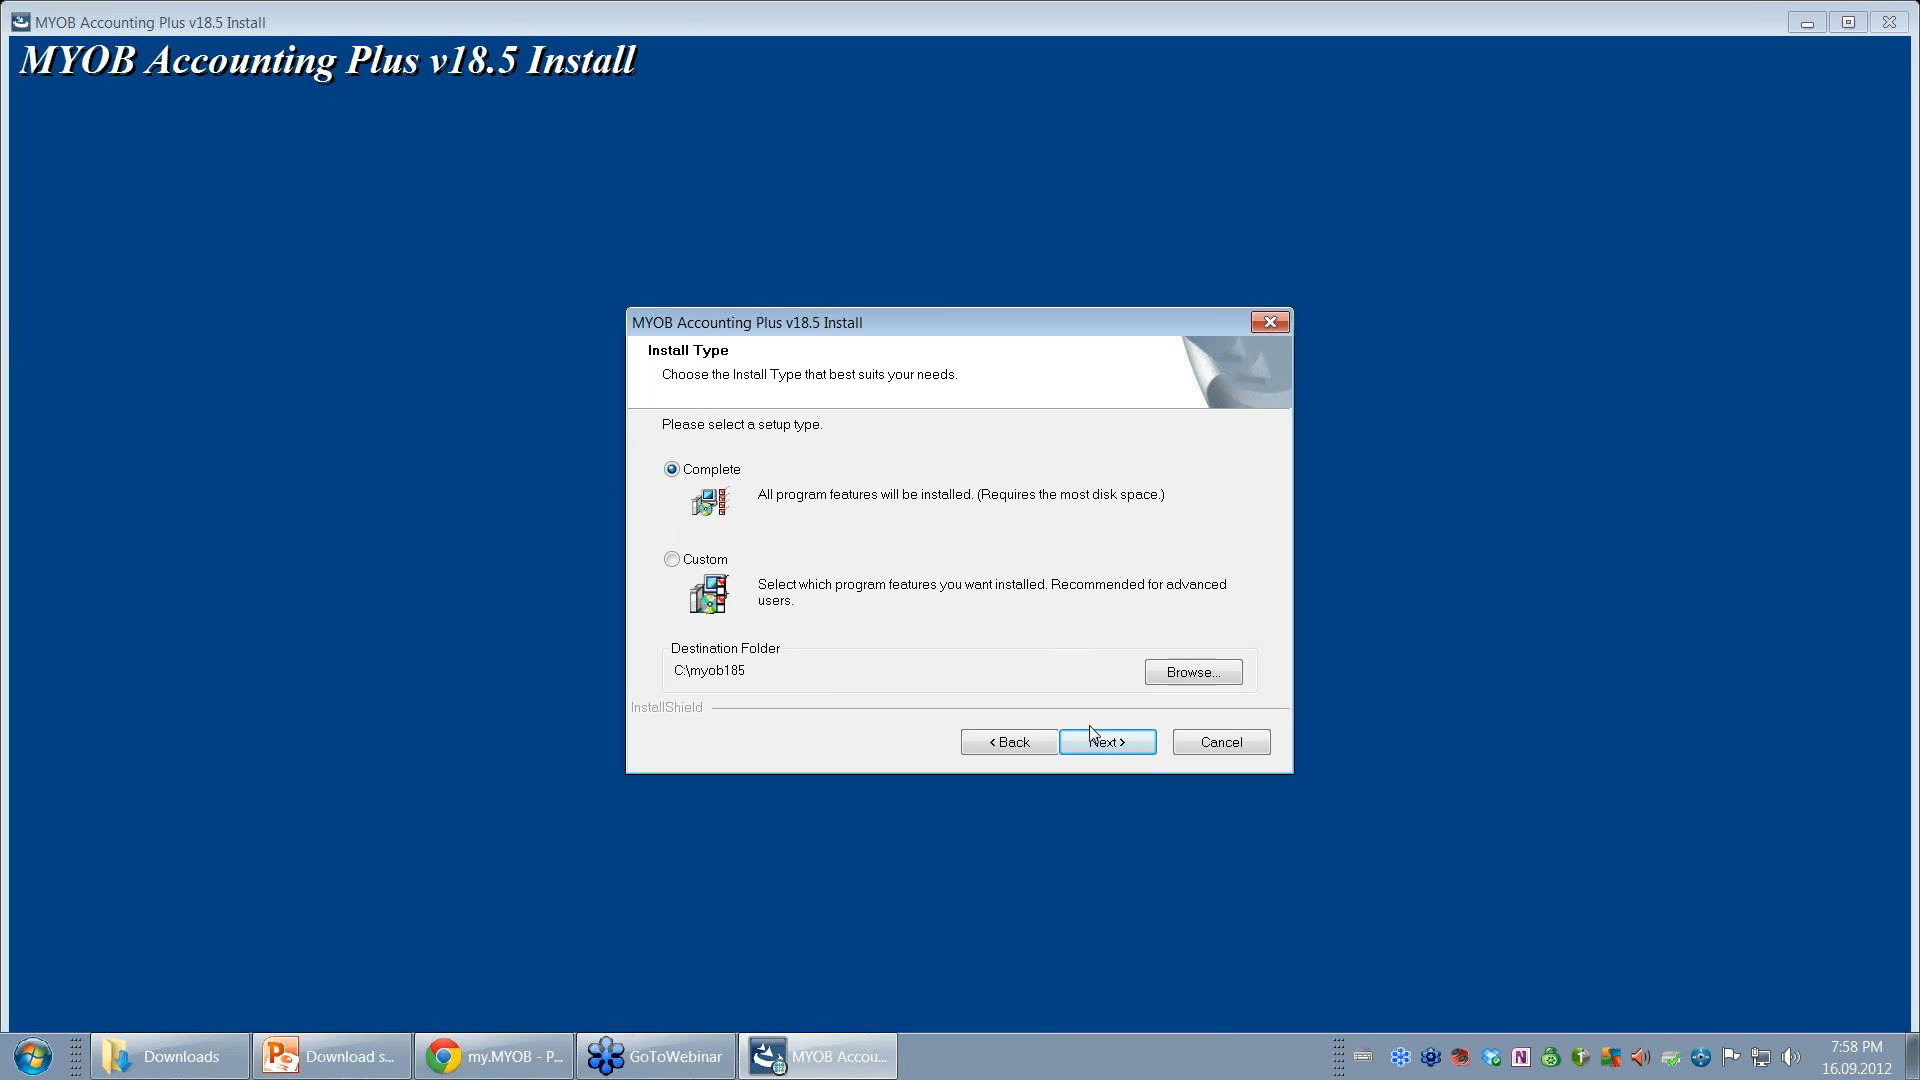 MYOB Accounting Plus v18.5 Install
MYOB Accounting Plus v18.5 Install
MYOB Accounting Plus v18.5 Install
Install Type
Choose the Install Type that best suits your needs.
Please select a setup type.
Complete
All program features will be installed. (Requires the most disk space.)
Custom
Select which program features you want installed. Recommended for advanced
users.
Destination Folder
C:\myob185
Browse...
InstallShield
< Back
Next >
Cancel
Downloads
Download s...
my.MYOB - P...
GoToWebinar
MYOB Accou...
7:58 PM
16.09.2012